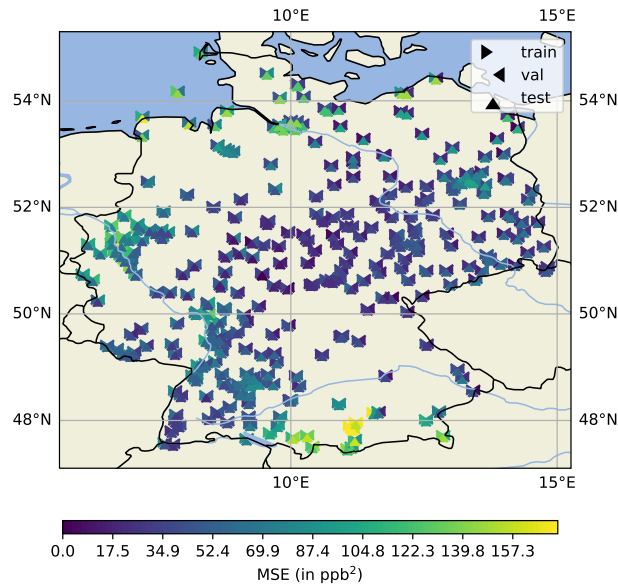 10°E 15°E
train
val
test
54°N 54°N
52°N 52°N
50°N 50°N
48°N 48°N
10°E 15°E
0.0 17.5 34.9 52.4 69.9 87.4 104.8 122.3 139.8 157.3
MSE (in ppb²)